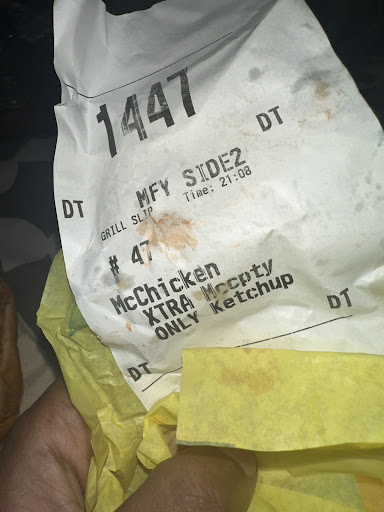 1447
DT
MFY SIDE2
DT
GRILL SLIP Time: 21:08
# 47
McChicken
XTRA Mccpty
ONLY Ketchup
DT
DT